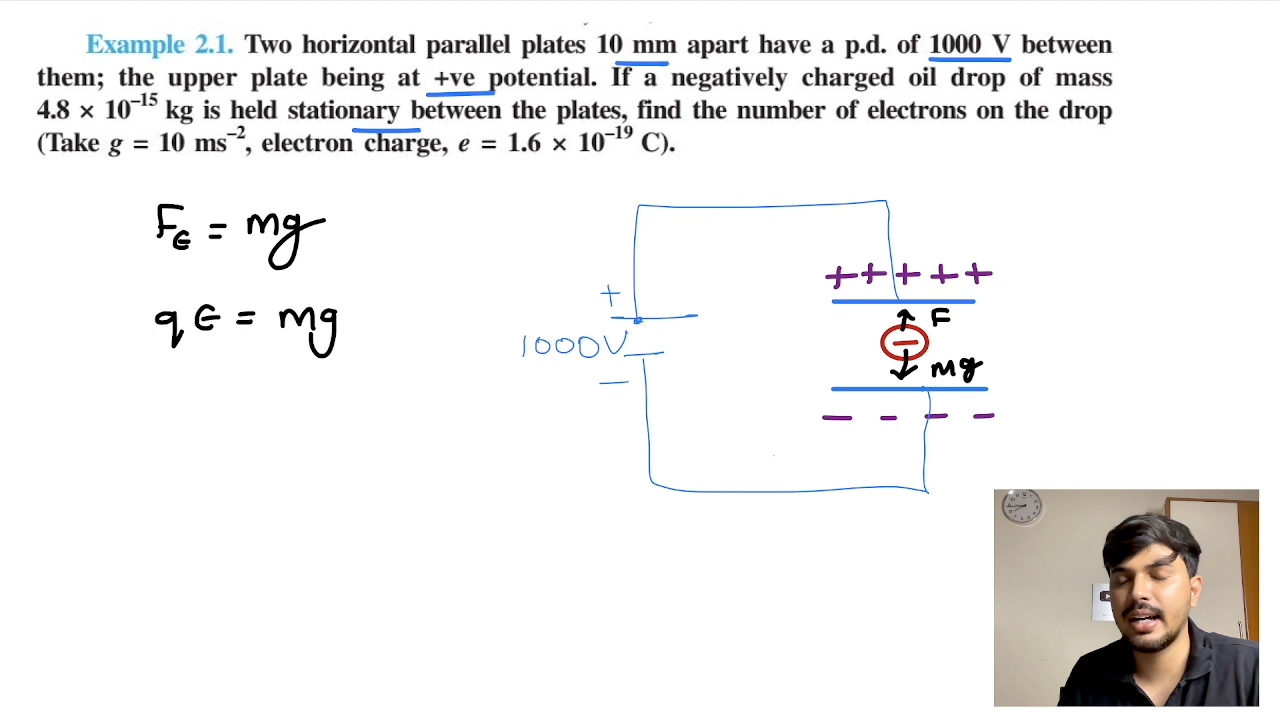 Example 2.1. Two horizontal parallel plates 10 mm apart have a p.d. of 1000 V between
them; the upper plate being at +ve potential. If a negatively charged oil drop of mass
4.8 × 10⁻¹⁵ kg is held stationary between the plates, find the number of electrons on the drop
(Take g = 10 ms⁻², electron charge, e = 1.6 × 10⁻¹⁹ C).
F_E = mg
qE = mg
+ + + + +
+
F
1000V
−
mg
−
− − − −